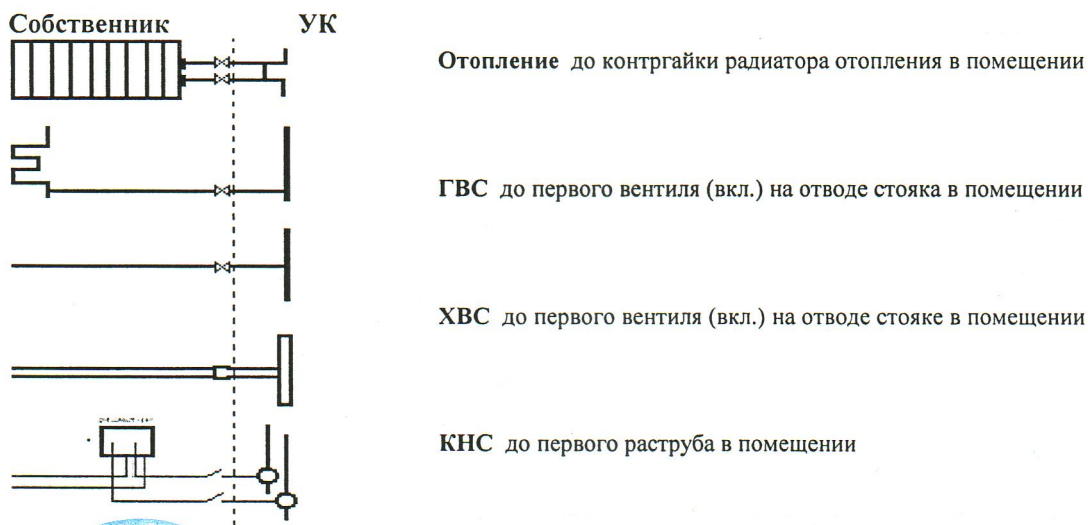 Собственник УК
Отопление до контргайки радиатора отопления в помещении
ГВС до первого вентиля (вкл.) на отводе стояка в помещении
ХВС до первого вентиля (вкл.) на отводе стояке в помещении
КНС до первого раструба в помещении